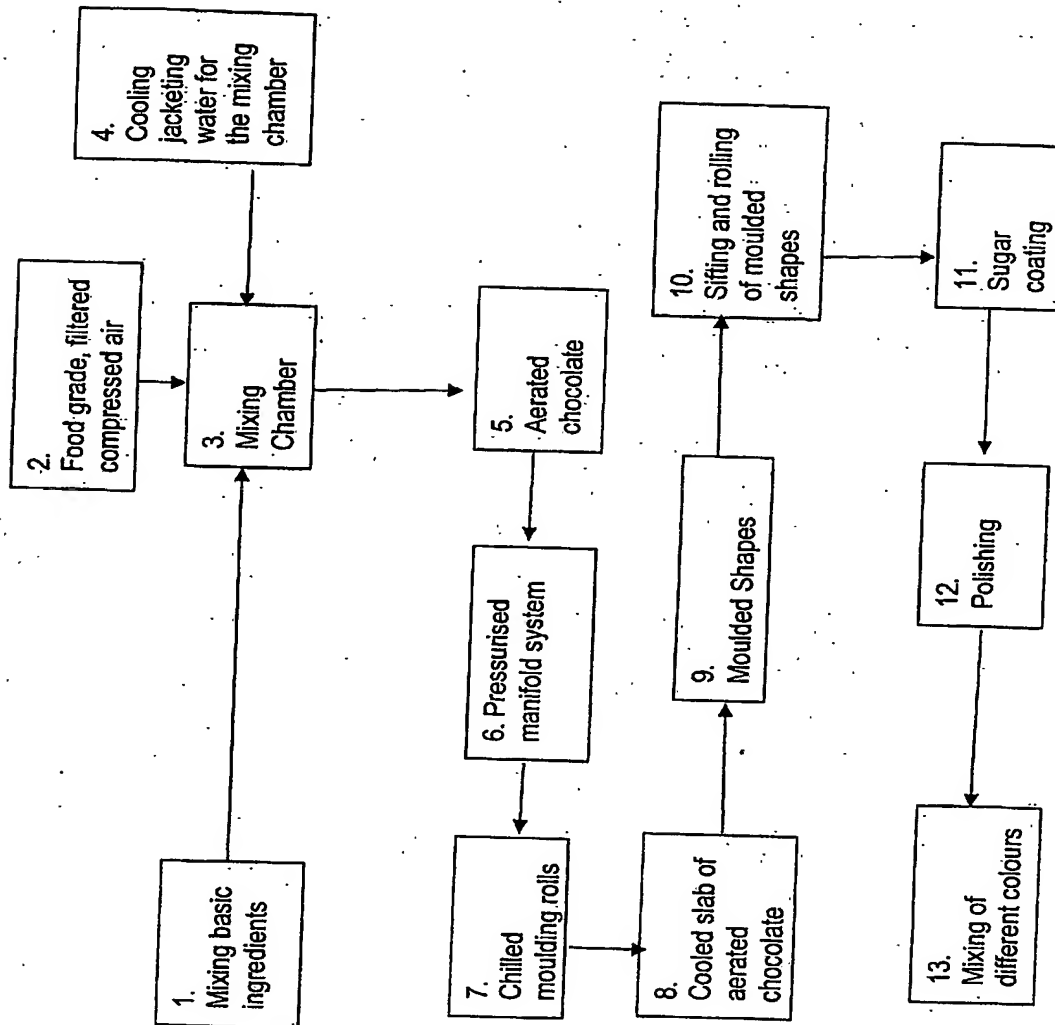 1.
Mixing basic
ingredients
2.
Food grade, filtered
compressed air
3.
Mixing
Chamber
4.
Cooling
jacketing
water for
the mixing
chamber
5.
Aerated
chocolate
6. Pressurised
manifold system
7.
Chilled
moulding rolls
8.
Cooled slab of
aerated
chocolate
9.
Moulded Shapes
10.
Sifting and rolling
of moulded
shapes
11.
Sugar
coating
12.
Polishing
13.
Mixing of
different colours